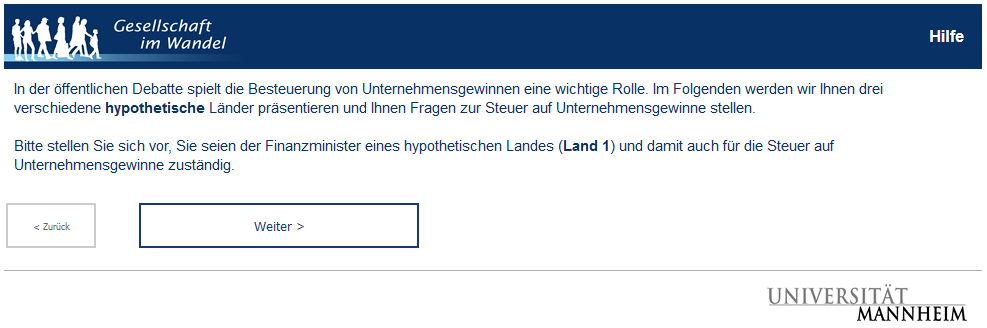 Gesellschaft
im Wandel
Hilfe
In der öffentlichen Debatte spielt die Besteuerung von Unternehmensgewinnen eine wichtige Rolle. Im Folgenden werden wir Ihnen drei
verschiedene hypothetische Länder präsentieren und Ihnen Fragen zur Steuer auf Unternehmensgewinne stellen.
Bitte stellen Sie sich vor, Sie seien der Finanzminister eines hypothetischen Landes (Land 1) und damit auch für die Steuer auf
Unternehmensgewinne zuständig.
< Zurück
Weiter >
UNIVERSITÄT
MANNHEIM